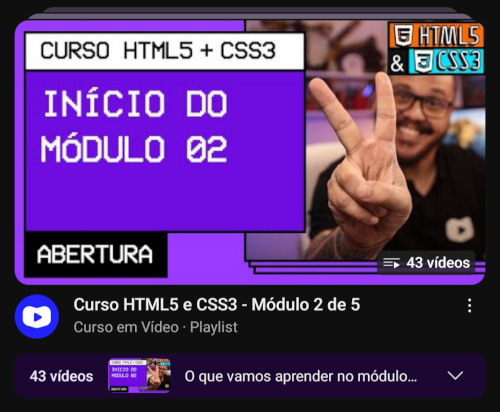 CURSO HTML5 + CSS3
HTML5
& CSS3
INÍCIO DO
MÓDULO 02
ABERTURA
43 vídeos
Curso HTML5 e CSS3 - Módulo 2 de 5
Curso em Vídeo · Playlist
43 vídeos
O que vamos aprender no módulo...